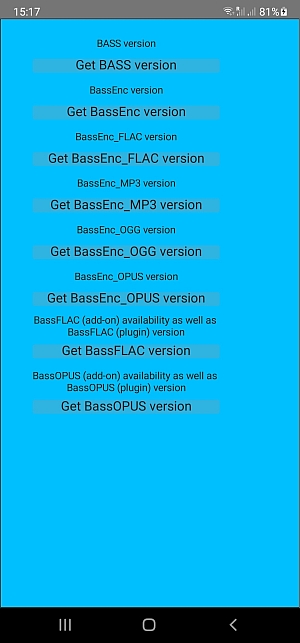 15:17
81%
BASS version
Get BASS version
BassEnc version
Get BassEnc version
BassEnc_FLAC version
Get BassEnc_FLAC version
BassEnc_MP3 version
Get BassEnc_MP3 version
BassEnc_OGG version
Get BassEnc_OGG version
BassEnc_OPUS version
Get BassEnc_OPUS version
BassFLAC (add-on) availability as well as
BassFLAC (plugin) version
Get BassFLAC version
BassOPUS (add-on) availability as well as
BassOPUS (plugin) version
Get BassOPUS version